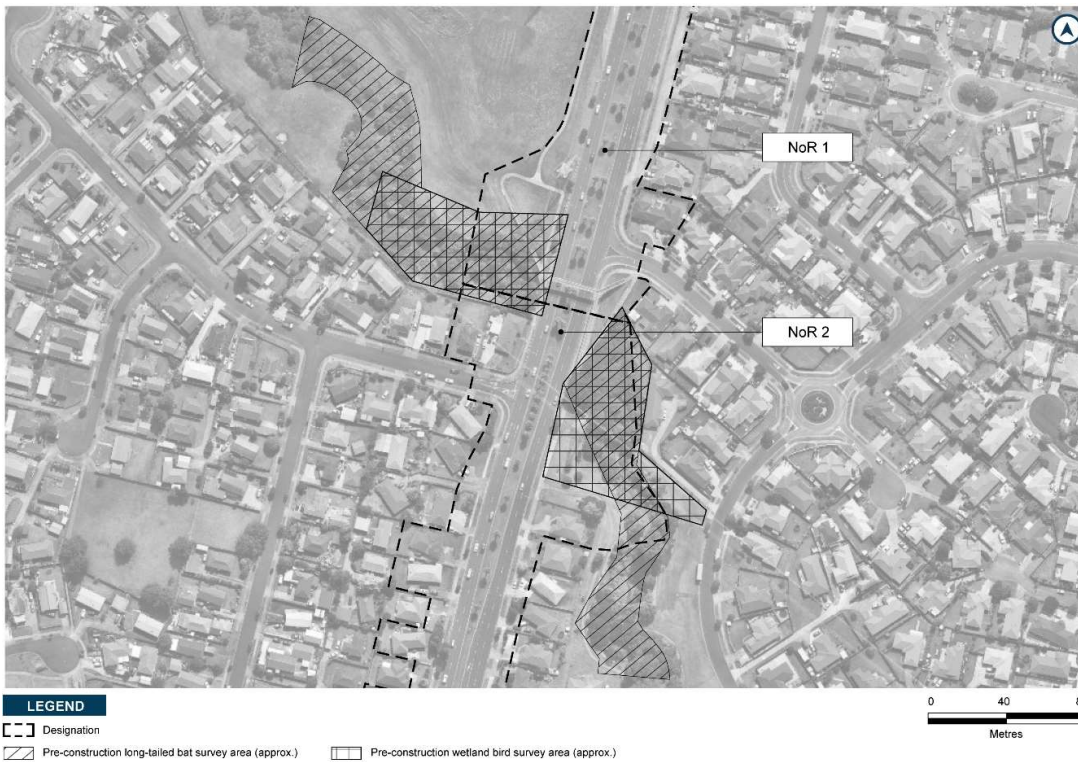 NoR 1
NoR 2
LEGEND
Designation
Pre-construction long-tailed bat survey area (approx.) Pre-construction wetland bird survey area (approx.)
0 40
Metres